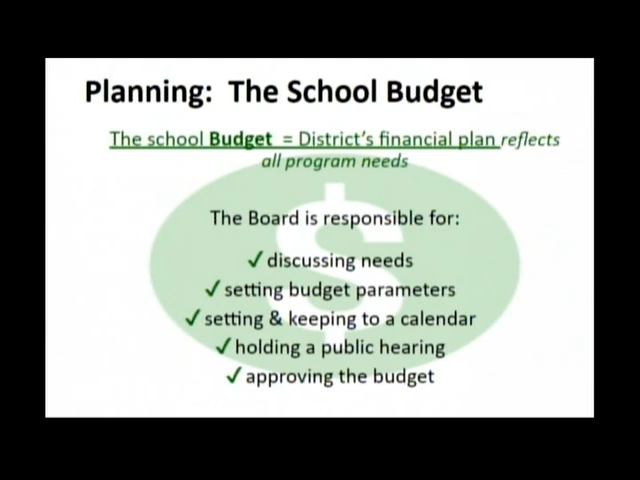 Planning: The School Budget
The school Budget = District's financial plan reflects
all program needs
The Board is responsible for:
✓ discussing needs
✓ setting budget parameters
✓ setting & keeping to a calendar
✓ holding a public hearing
✓ approving the budget